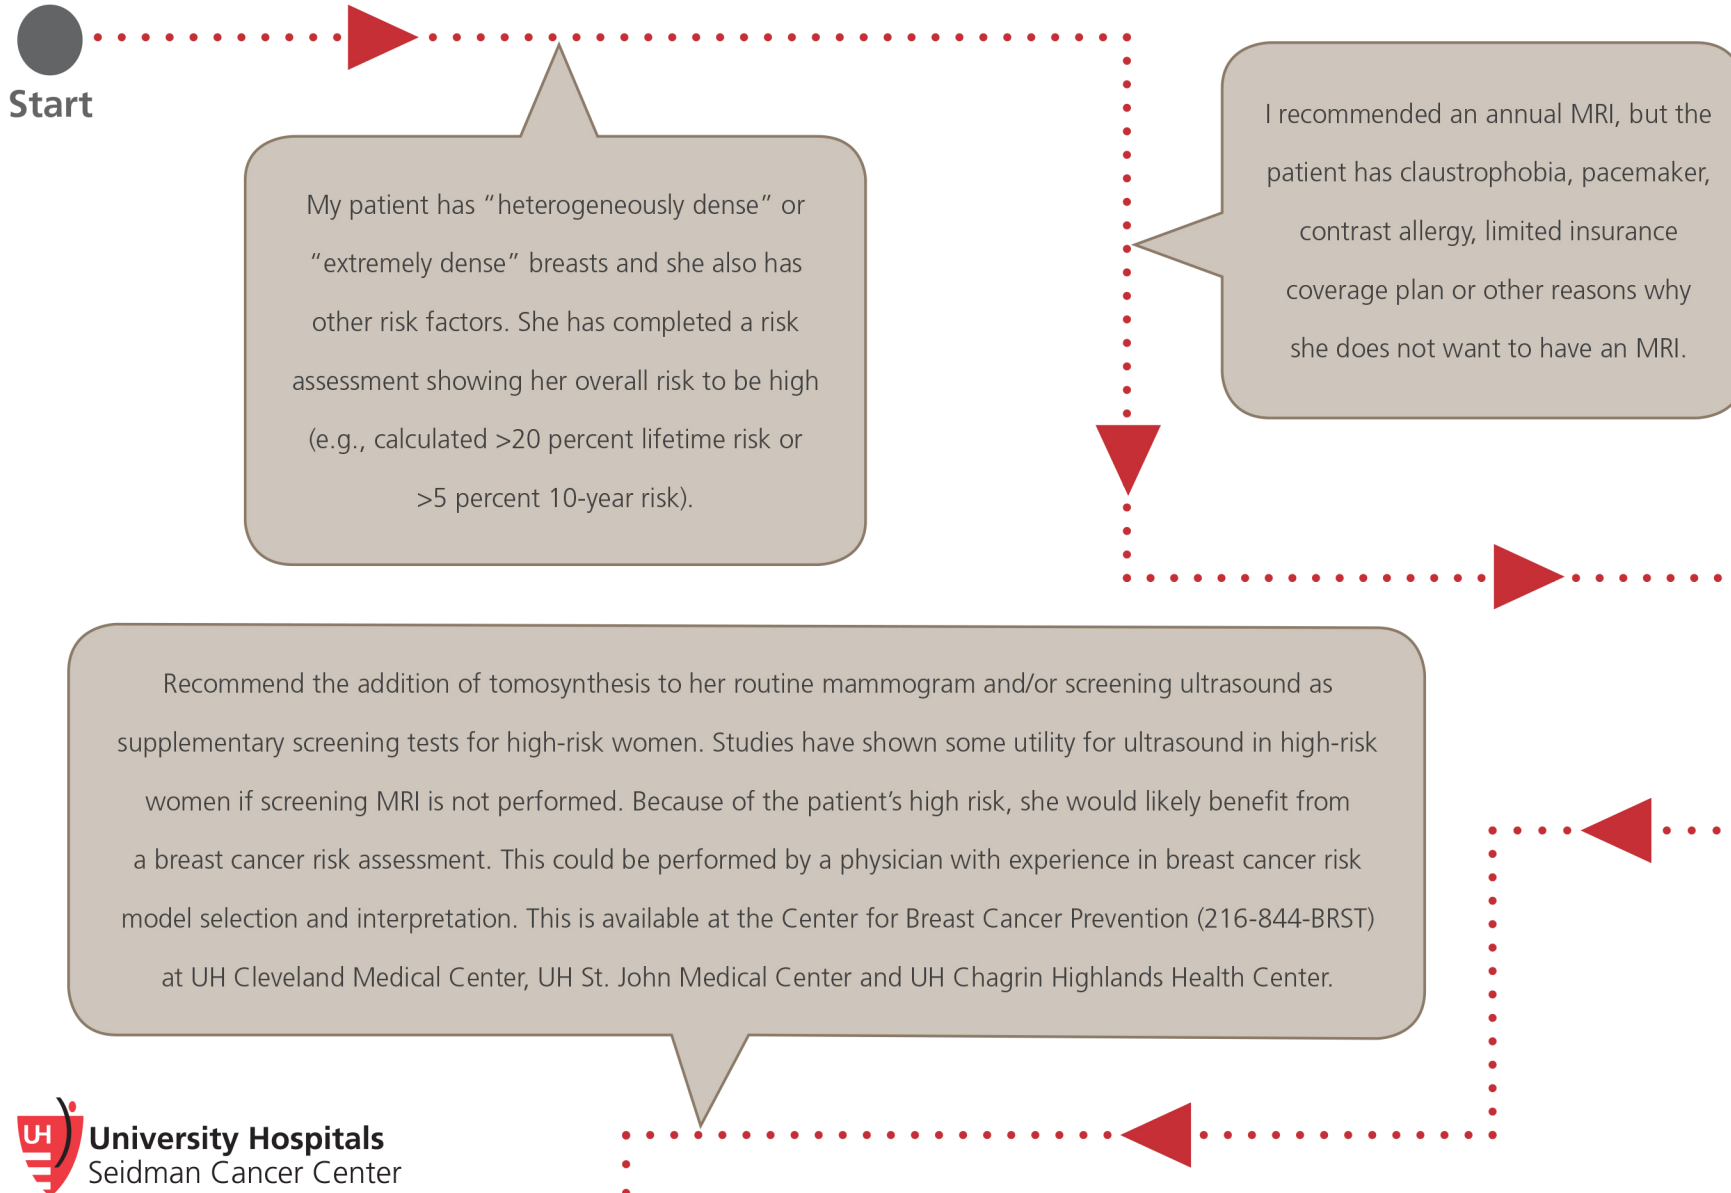 Start
My patient has “heterogeneously dense” or
“extremely dense” breasts and she also has
other risk factors. She has completed a risk
assessment showing her overall risk to be high
(e.g., calculated >20 percent lifetime risk or
>5 percent 10-year risk).
I recommended an annual MRI, but the
patient has claustrophobia, pacemaker,
contrast allergy, limited insurance
coverage plan or other reasons why
she does not want to have an MRI.
Recommend the addition of tomosynthesis to her routine mammogram and/or screening ultrasound as
supplementary screening tests for high-risk women. Studies have shown some utility for ultrasound in high-risk
women if screening MRI is not performed. Because of the patient’s high risk, she would likely benefit from
a breast cancer risk assessment. This could be performed by a physician with experience in breast cancer risk
model selection and interpretation. This is available at the Center for Breast Cancer Prevention (216-844-BRST)
at UH Cleveland Medical Center, UH St. John Medical Center and UH Chagrin Highlands Health Center.
UH
University Hospitals
Seidman Cancer Center